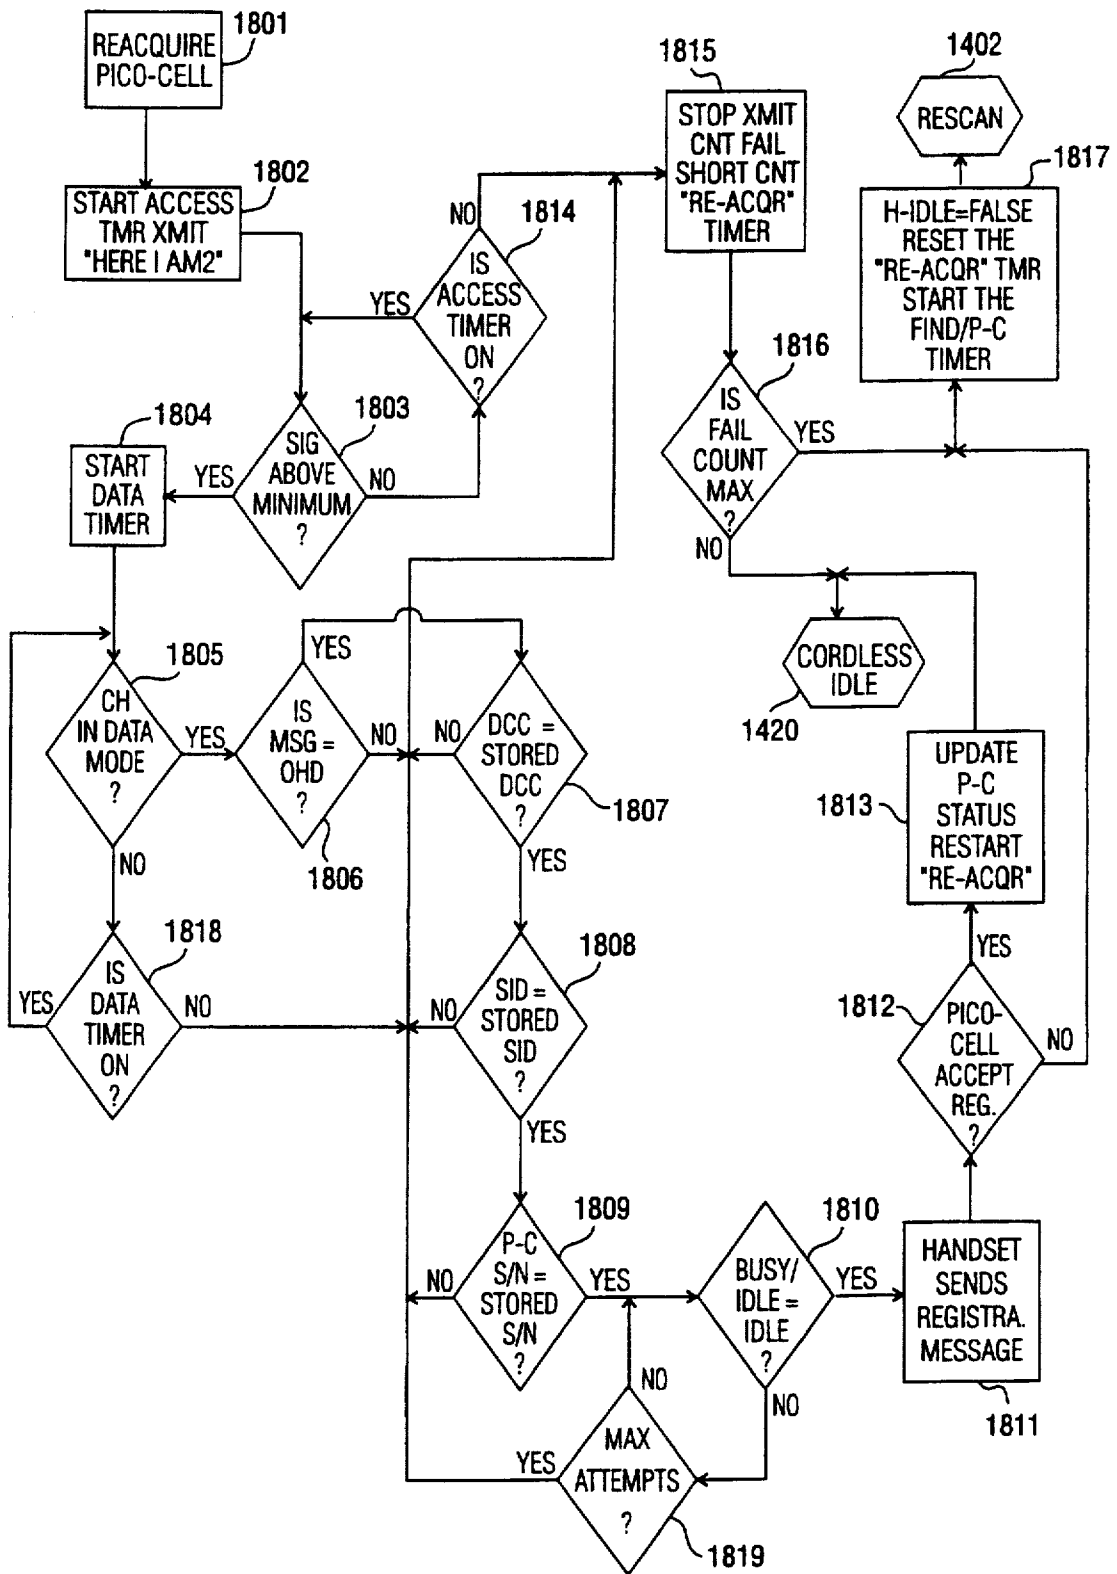 1801
REACQUIRE
PICO-CELL
1802
START ACCESS
TMR XMIT
"HERE I AM2"
NO
1814
YES
IS
ACCESS
TIMER
ON
?
1803
SIG
ABOVE
MINIMUM
?
YES
NO
1804
START
DATA
TIMER
1805
CH
IN DATA
MODE
?
YES
NO
YES
IS
MSG =
OHD
?
NO
1806
NO
DCC =
STORED
DCC
?
1807
YES
1818
IS
DATA
TIMER
ON
?
YES
NO
1808
SID =
STORED
SID
?
NO
YES
1809
P-C
S/N =
STORED
S/N
?
NO
YES
1810
BUSY/
IDLE =
IDLE
?
YES
NO
NO
MAX
ATTEMPTS
?
YES
1819
HANDSET
SENDS
REGISTRA.
MESSAGE
1811
1812
PICO-
CELL
ACCEPT
REG.
?
YES
NO
1813
UPDATE
P-C
STATUS
RESTART
"RE-ACQR"
1815
STOP XMIT
CNT FAIL
SHORT CNT
"RE-ACQR"
TIMER
1816
IS
FAIL
COUNT
MAX
?
YES
NO
CORDLESS
IDLE
1420
1402
RESCAN
1817
H-IDLE=FALSE
RESET THE
"RE-ACQR" TMR
START THE
FIND/P-C
TIMER